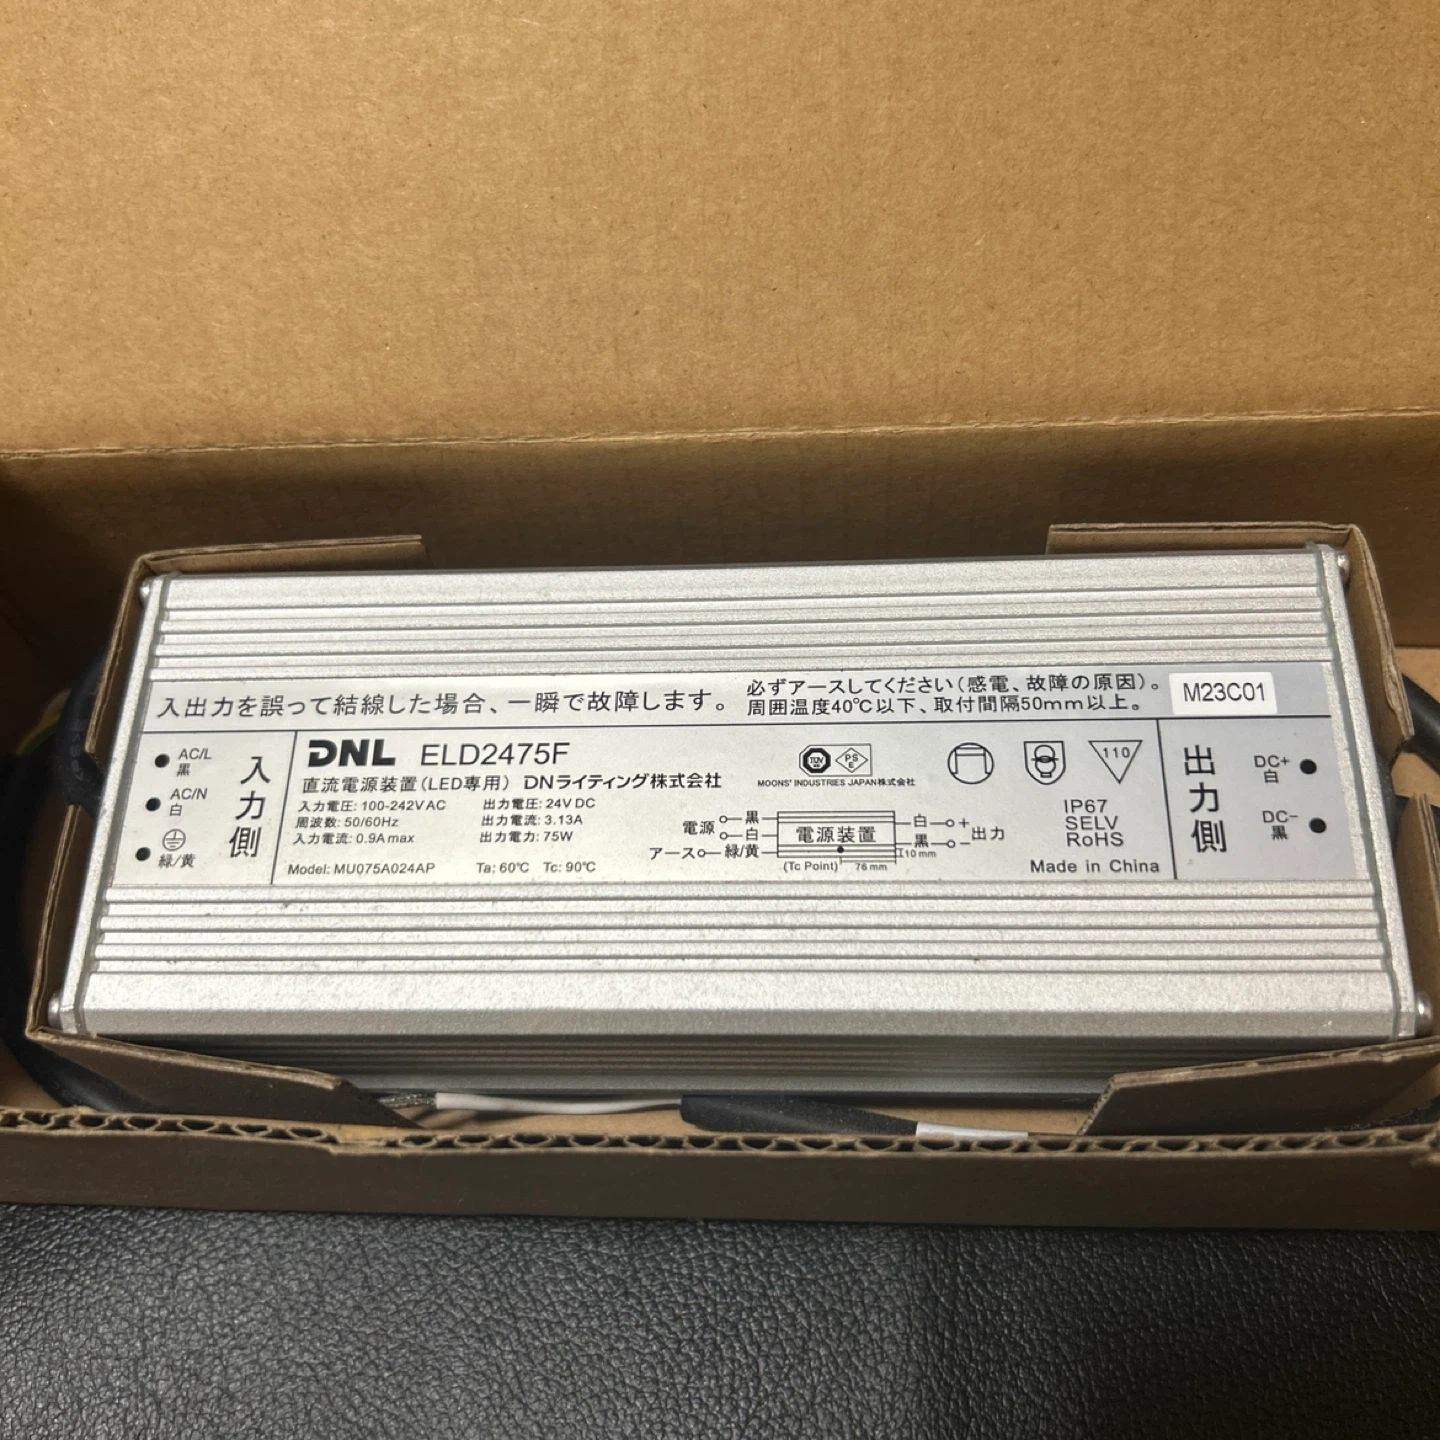 入出力を誤って結線した場合、一瞬で故障します。
必ずアースしてください(感電、故障の原因)。
周囲温度40℃以下、取付間隔50mm以上。
M23C01
AC/L
黒
AC/N
白
緑/黄
入力側
DNL ELD2475F
直流電源装置(LED専用) DNライティング株式会社
入力電圧: 100-242V AC 出力電圧: 24V DC
周波数: 50/60Hz 出力電流: 3.13A
入力電流: 0.9A max 出力電力: 75W
Model: MU075A024AP Ta: 60℃ Tc: 90℃
TÜV
PS
E
MOONS' INDUSTRIES JAPAN株式会社
110
電源 黒
白
アース 緑/黄
電源装置
白 +
黒 -
出力
(Tc Point) 76 mm
10 mm
IP67
SELV
RoHS
Made in China
出力側
DC+
白
DC-
黒